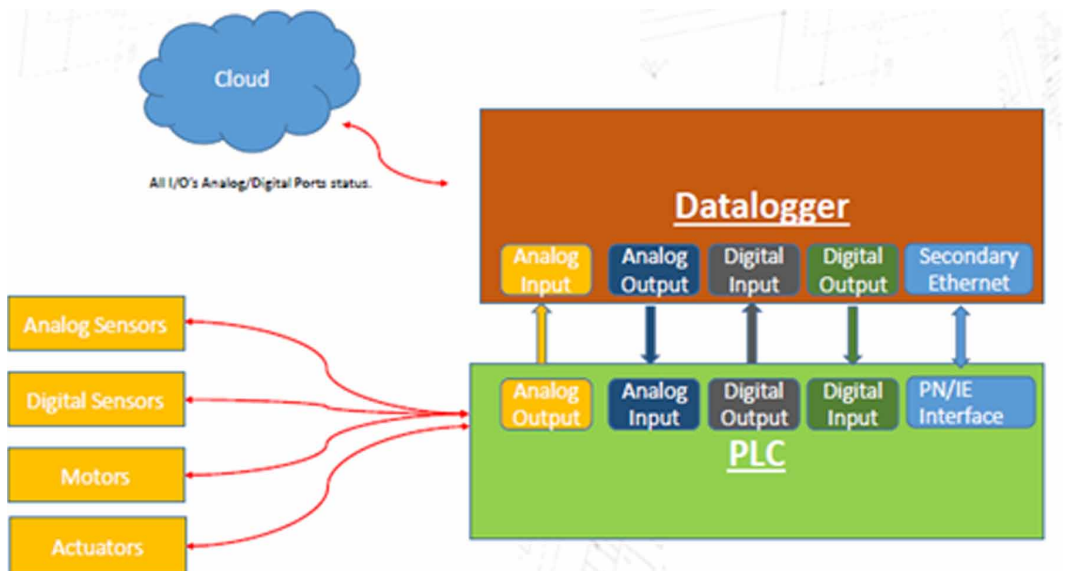 Cloud
All I/O's Analog/Digital Ports status.
Datalogger
Analog
Input
Analog
Output
Digital
Input
Digital
Output
Secondary
Ethernet
Analog Sensors
Digital Sensors
Motors
Actuators
Analog
Output
Analog
Input
Digital
Output
Digital
Input
PN/IE
Interface
PLC